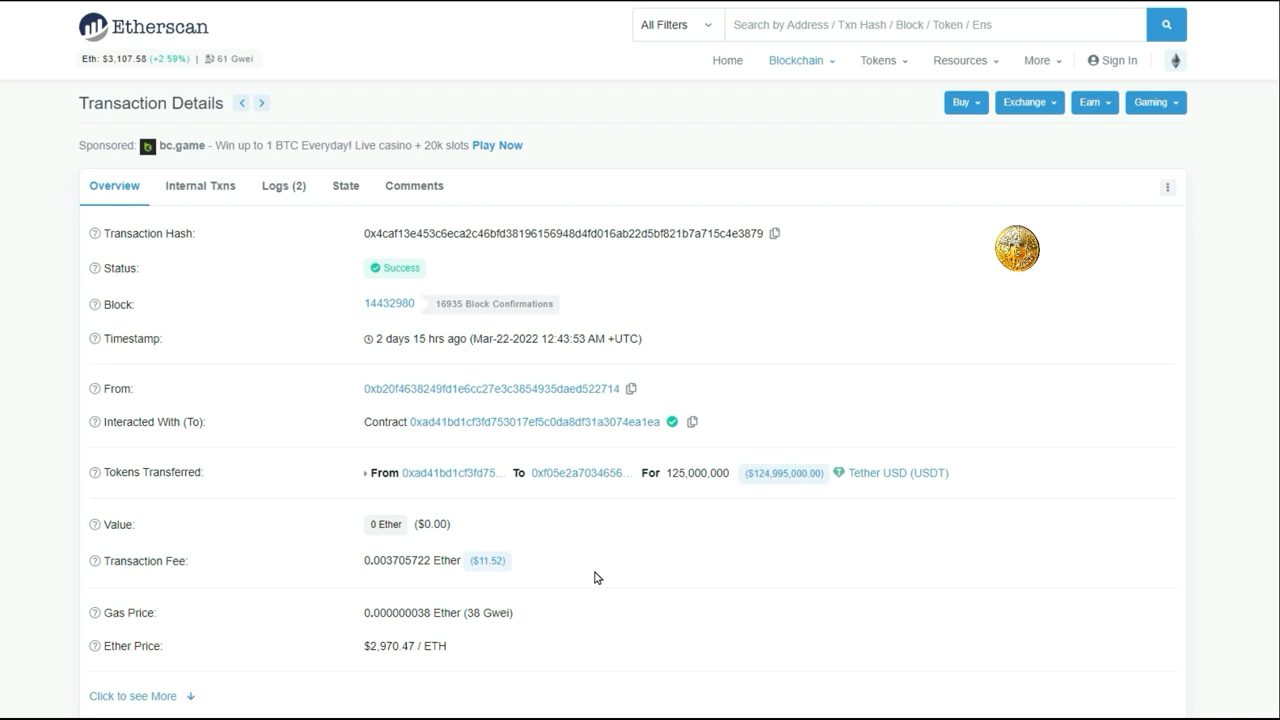 Etherscan
All Filters
Search by Address / Txn Hash / Block / Token / Ens
Eth: $3,107.58 (+2.59%) | 61 Gwei
Home Blockchain Tokens Resources More Sign In
Transaction Details
Buy Exchange Earn Gaming
Sponsored: bc.game - Win up to 1 BTC Everyday! Live casino + 20k slots Play Now
Overview Internal Txns Logs (2) State Comments
Transaction Hash: 0x4caf13e453c6eca2c46bfd38196156948d4fd016ab22d5bf821b7a715c4e3879
Status: Success
Block: 14432980 16935 Block Confirmations
Timestamp: 2 days 15 hrs ago (Mar-22-2022 12:43:53 AM +UTC)
From: 0xb20f4638249fd1e6cc27e3c3854935daed522714
Interacted With (To): Contract 0xad41bd1cf3fd753017ef5c0da8df31a3074ea1ea
Tokens Transferred: From 0xad41bd1cf3fd75... To 0xf05e2a7034656... For 125,000,000 ($124,995,000.00) Tether USD (USDT)
Value: 0 Ether ($0.00)
Transaction Fee: 0.003705722 Ether ($11.52)
Gas Price: 0.000000038 Ether (38 Gwei)
Ether Price: $2,970.47 / ETH
Click to see More